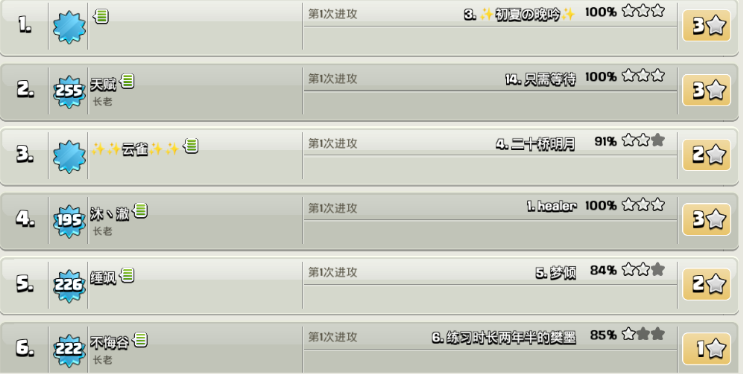 1.
第1次进攻 3. ✨初夏の晚吟✨ 100%
3
2. 255 天赋
长老
第1次进攻 14. 只需等待 100%
3
3. ✨✨云雀✨✨
第1次进攻 4. 二十桥明月 91%
2
4. 195 沐丶澈
长老
第1次进攻 1. healer 100%
3
5. 226 缠飒
第1次进攻 5. 梦倾 84%
2
6. 222 不悔谷
长老
第1次进攻 6. 练习时长两年半的樊墨 85%
1